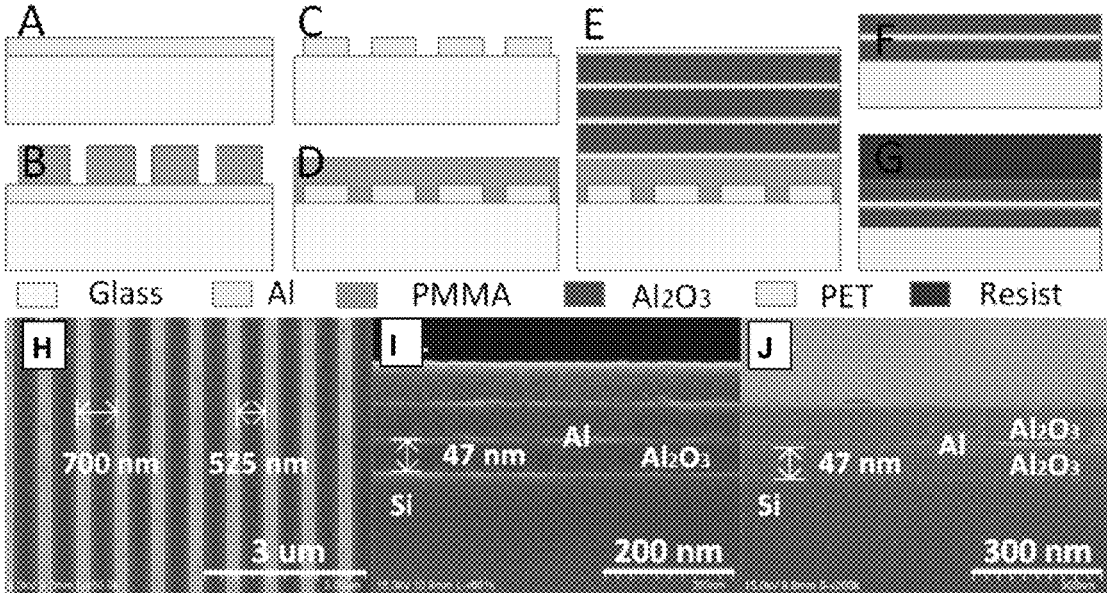 A
C
E
F
B
D
G
Glass
Al
PMMA
Al₂O₃
PET
Resist
H
I
J
700 nm
525 nm
3 um
Al
47 nm
Al₂O₃
Si
200 nm
Al₂O₃
Al
47 nm
Al₂O₃
Si
300 nm